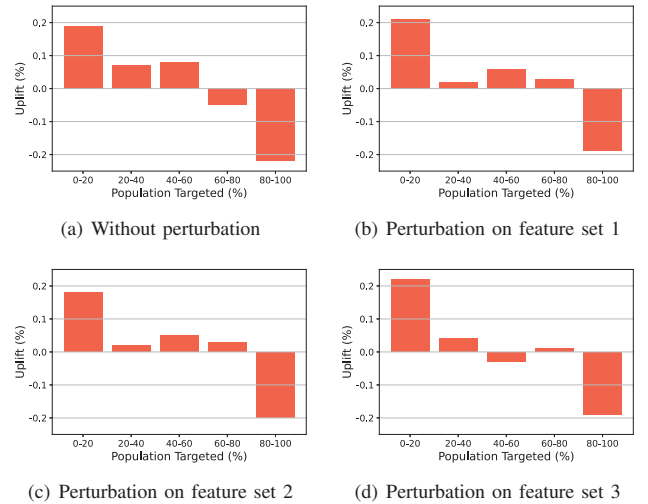 0,2
0,1
0.0
-0.1
-0.2
Uplift (%)
0-20 20-40 40-60 60-80 80-100
Population Targeted (%)
(a) Without perturbation
0,2
0,1
0.0
-0.1
-0.2
Uplift (%)
0-20 20-40 40-60 60-80 80-100
Population Targeted (%)
(b) Perturbation on feature set 1
0,2
0,1
0.0
-0.1
-0.2
Uplift (%)
0-20 20-40 40-60 60-80 80-100
Population Targeted (%)
(c) Perturbation on feature set 2
0,2
0,1
0.0
-0.1
-0.2
Uplift (%)
0-20 20-40 40-60 60-80 80-100
Population Targeted (%)
(d) Perturbation on feature set 3